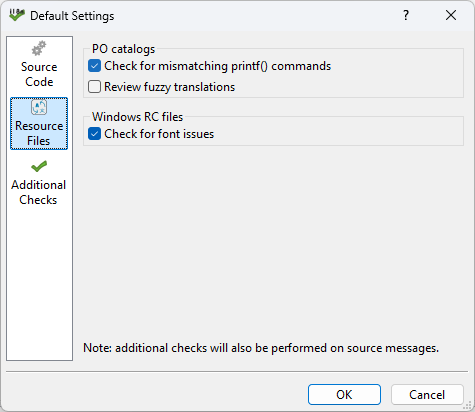 Default Settings
?
Source
Code
Resource
Files
Additional
Checks
PO catalogs
Check for mismatching printf() commands
Review fuzzy translations
Windows RC files
Check for font issues
Note: additional checks will also be performed on source messages.
OK
Cancel